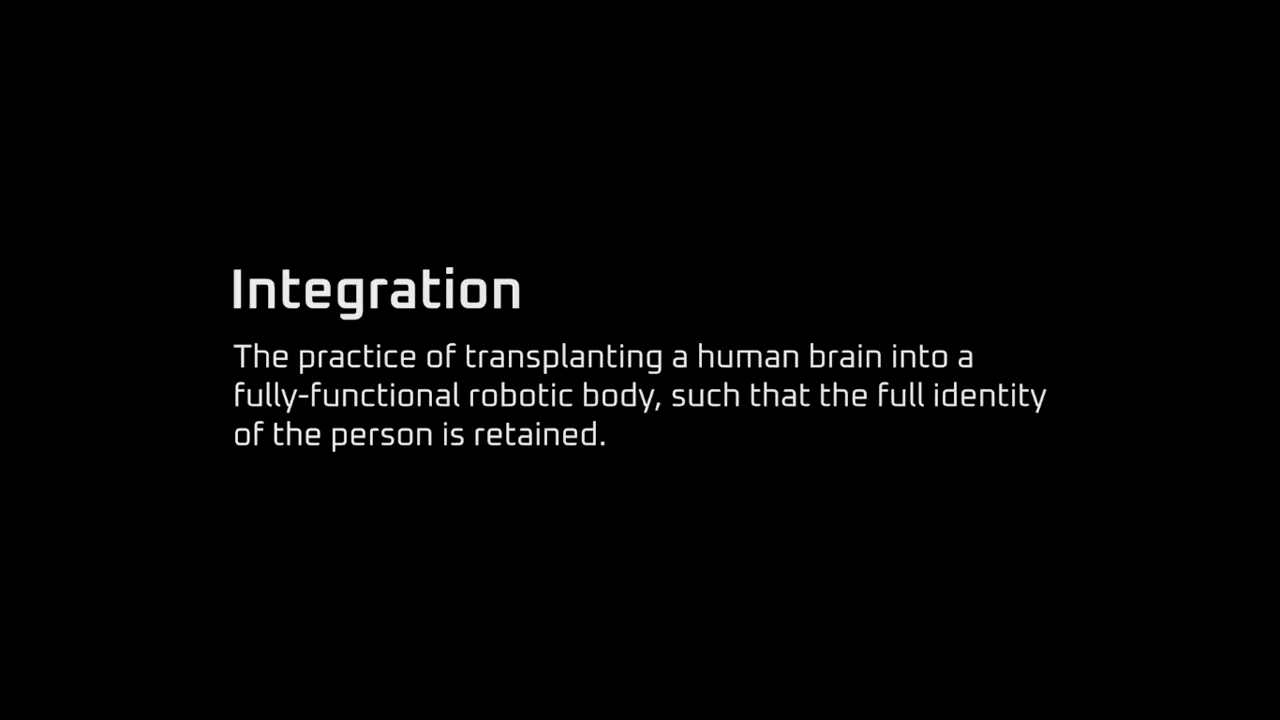 Integration
The practice of transplanting a human brain into a
fully-functional robotic body, such that the full identity
of the person is retained.